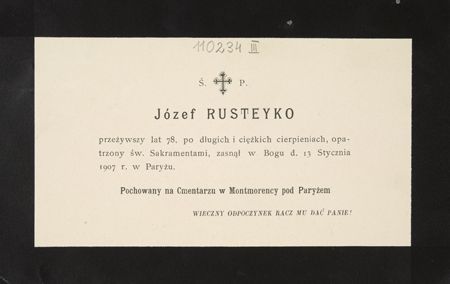 110234 III
Ś. P.
Józef RUSTEYKO
przeżywszy lat 78, po długich i ciężkich cierpieniach, opa-
trzony św. Sakramentami, zasnął w Bogu d. 13 Stycznia
1907 r. w Paryżu.
Pochowany na Cmentarzu w Montmorency pod Paryżem
WIECZNY ODPOCZYNEK RACZ MU DAĆ PANIE!